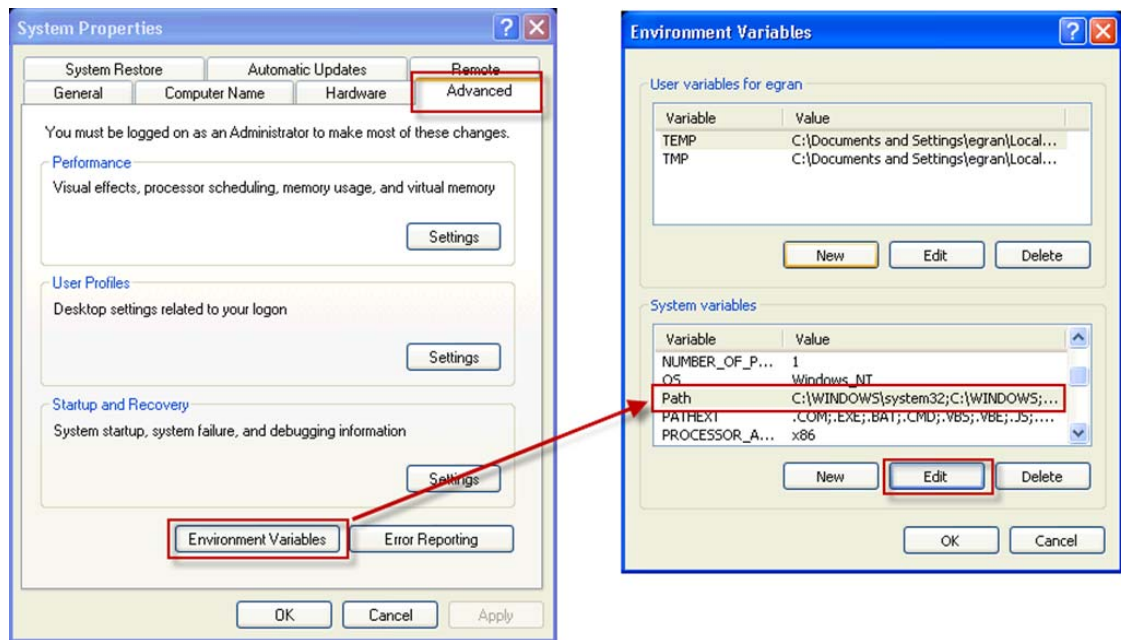 System Properties
System Restore Automatic Updates Remote
General Computer Name Hardware Advanced
You must be logged on as an Administrator to make most of these changes.
Performance
Visual effects, processor scheduling, memory usage, and virtual memory
Settings
User Profiles
Desktop settings related to your logon
Settings
Startup and Recovery
System startup, system failure, and debugging information
Settings
Environment Variables Error Reporting
OK Cancel Apply
Environment Variables
User variables for egran
Variable Value
TEMP C:\Documents and Settings\egran\Local...
TMP C:\Documents and Settings\egran\Local...
New Edit Delete
System variables
Variable Value
NUMBER_OF_P... 1
OS Windows_NT
Path C:\WINDOWS\system32;C:\WINDOWS;...
PATHEXT .COM;.EXE;.BAT;.CMD;.VBS;.VBE;.JS;....
PROCESSOR_A... x86
New Edit Delete
OK Cancel